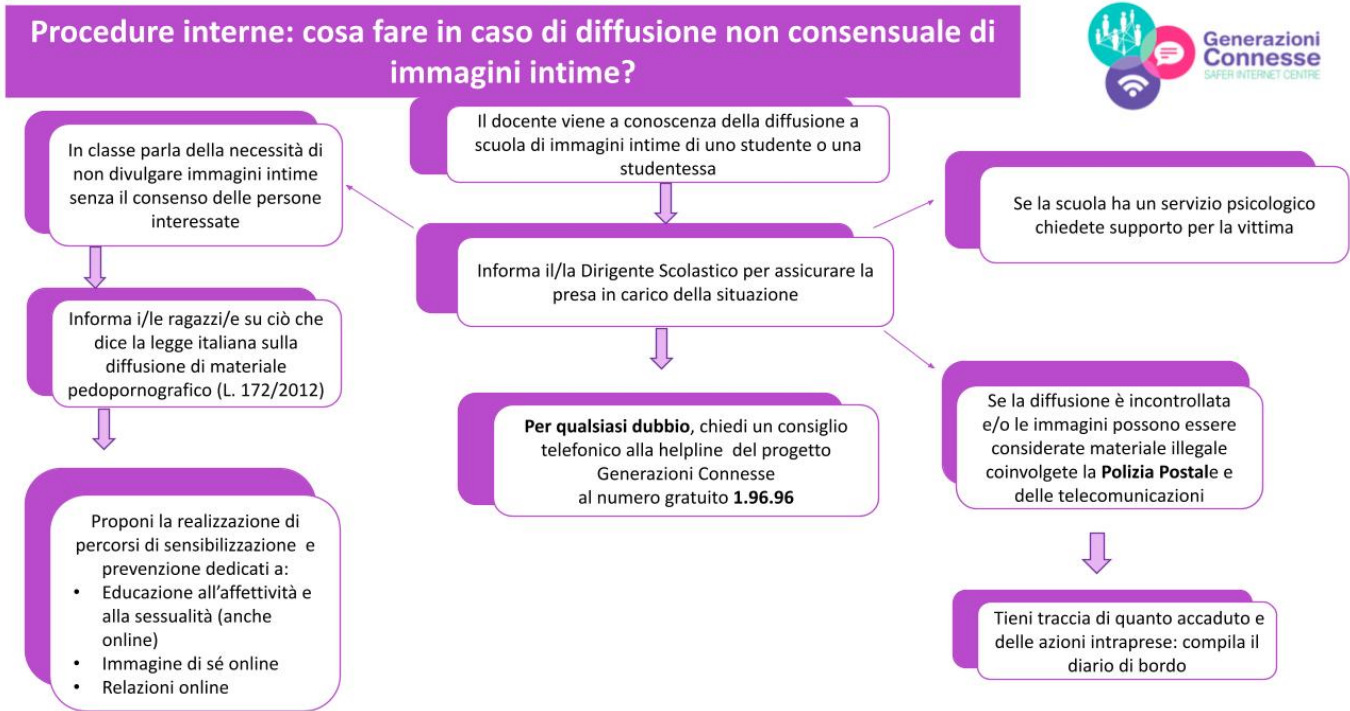 Procedure interne: cosa fare in caso di diffusione non consensuale di
immagini intime?
Generazioni
Connesse
SAFER INTERNET CENTRE
Il docente viene a conoscenza della diffusione a
scuola di immagini intime di uno studente o una
studentessa
In classe parla della necessità di
non divulgare immagini intime
senza il consenso delle persone
interessate
Se la scuola ha un servizio psicologico
chiedete supporto per la vittima
Informa il/la Dirigente Scolastico per assicurare la
presa in carico della situazione
Informa i/le ragazzi/e su ciò che
dice la legge italiana sulla
diffusione di materiale
pedopornografico (L. 172/2012)
Per qualsiasi dubbio, chiedi un consiglio
telefonico alla helpline del progetto
Generazioni Connesse
al numero gratuito 1.96.96
Se la diffusione è incontrollata
e/o le immagini possono essere
considerate materiale illegale
coinvolgete la Polizia Postale e
delle telecomunicazioni
Proponi la realizzazione di
percorsi di sensibilizzazione e
prevenzione dedicati a:
• Educazione all'affettività e
alla sessualità (anche
online)
• Immagine di sé online
• Relazioni online
Tieni traccia di quanto accaduto e
delle azioni intraprese: compila il
diario di bordo